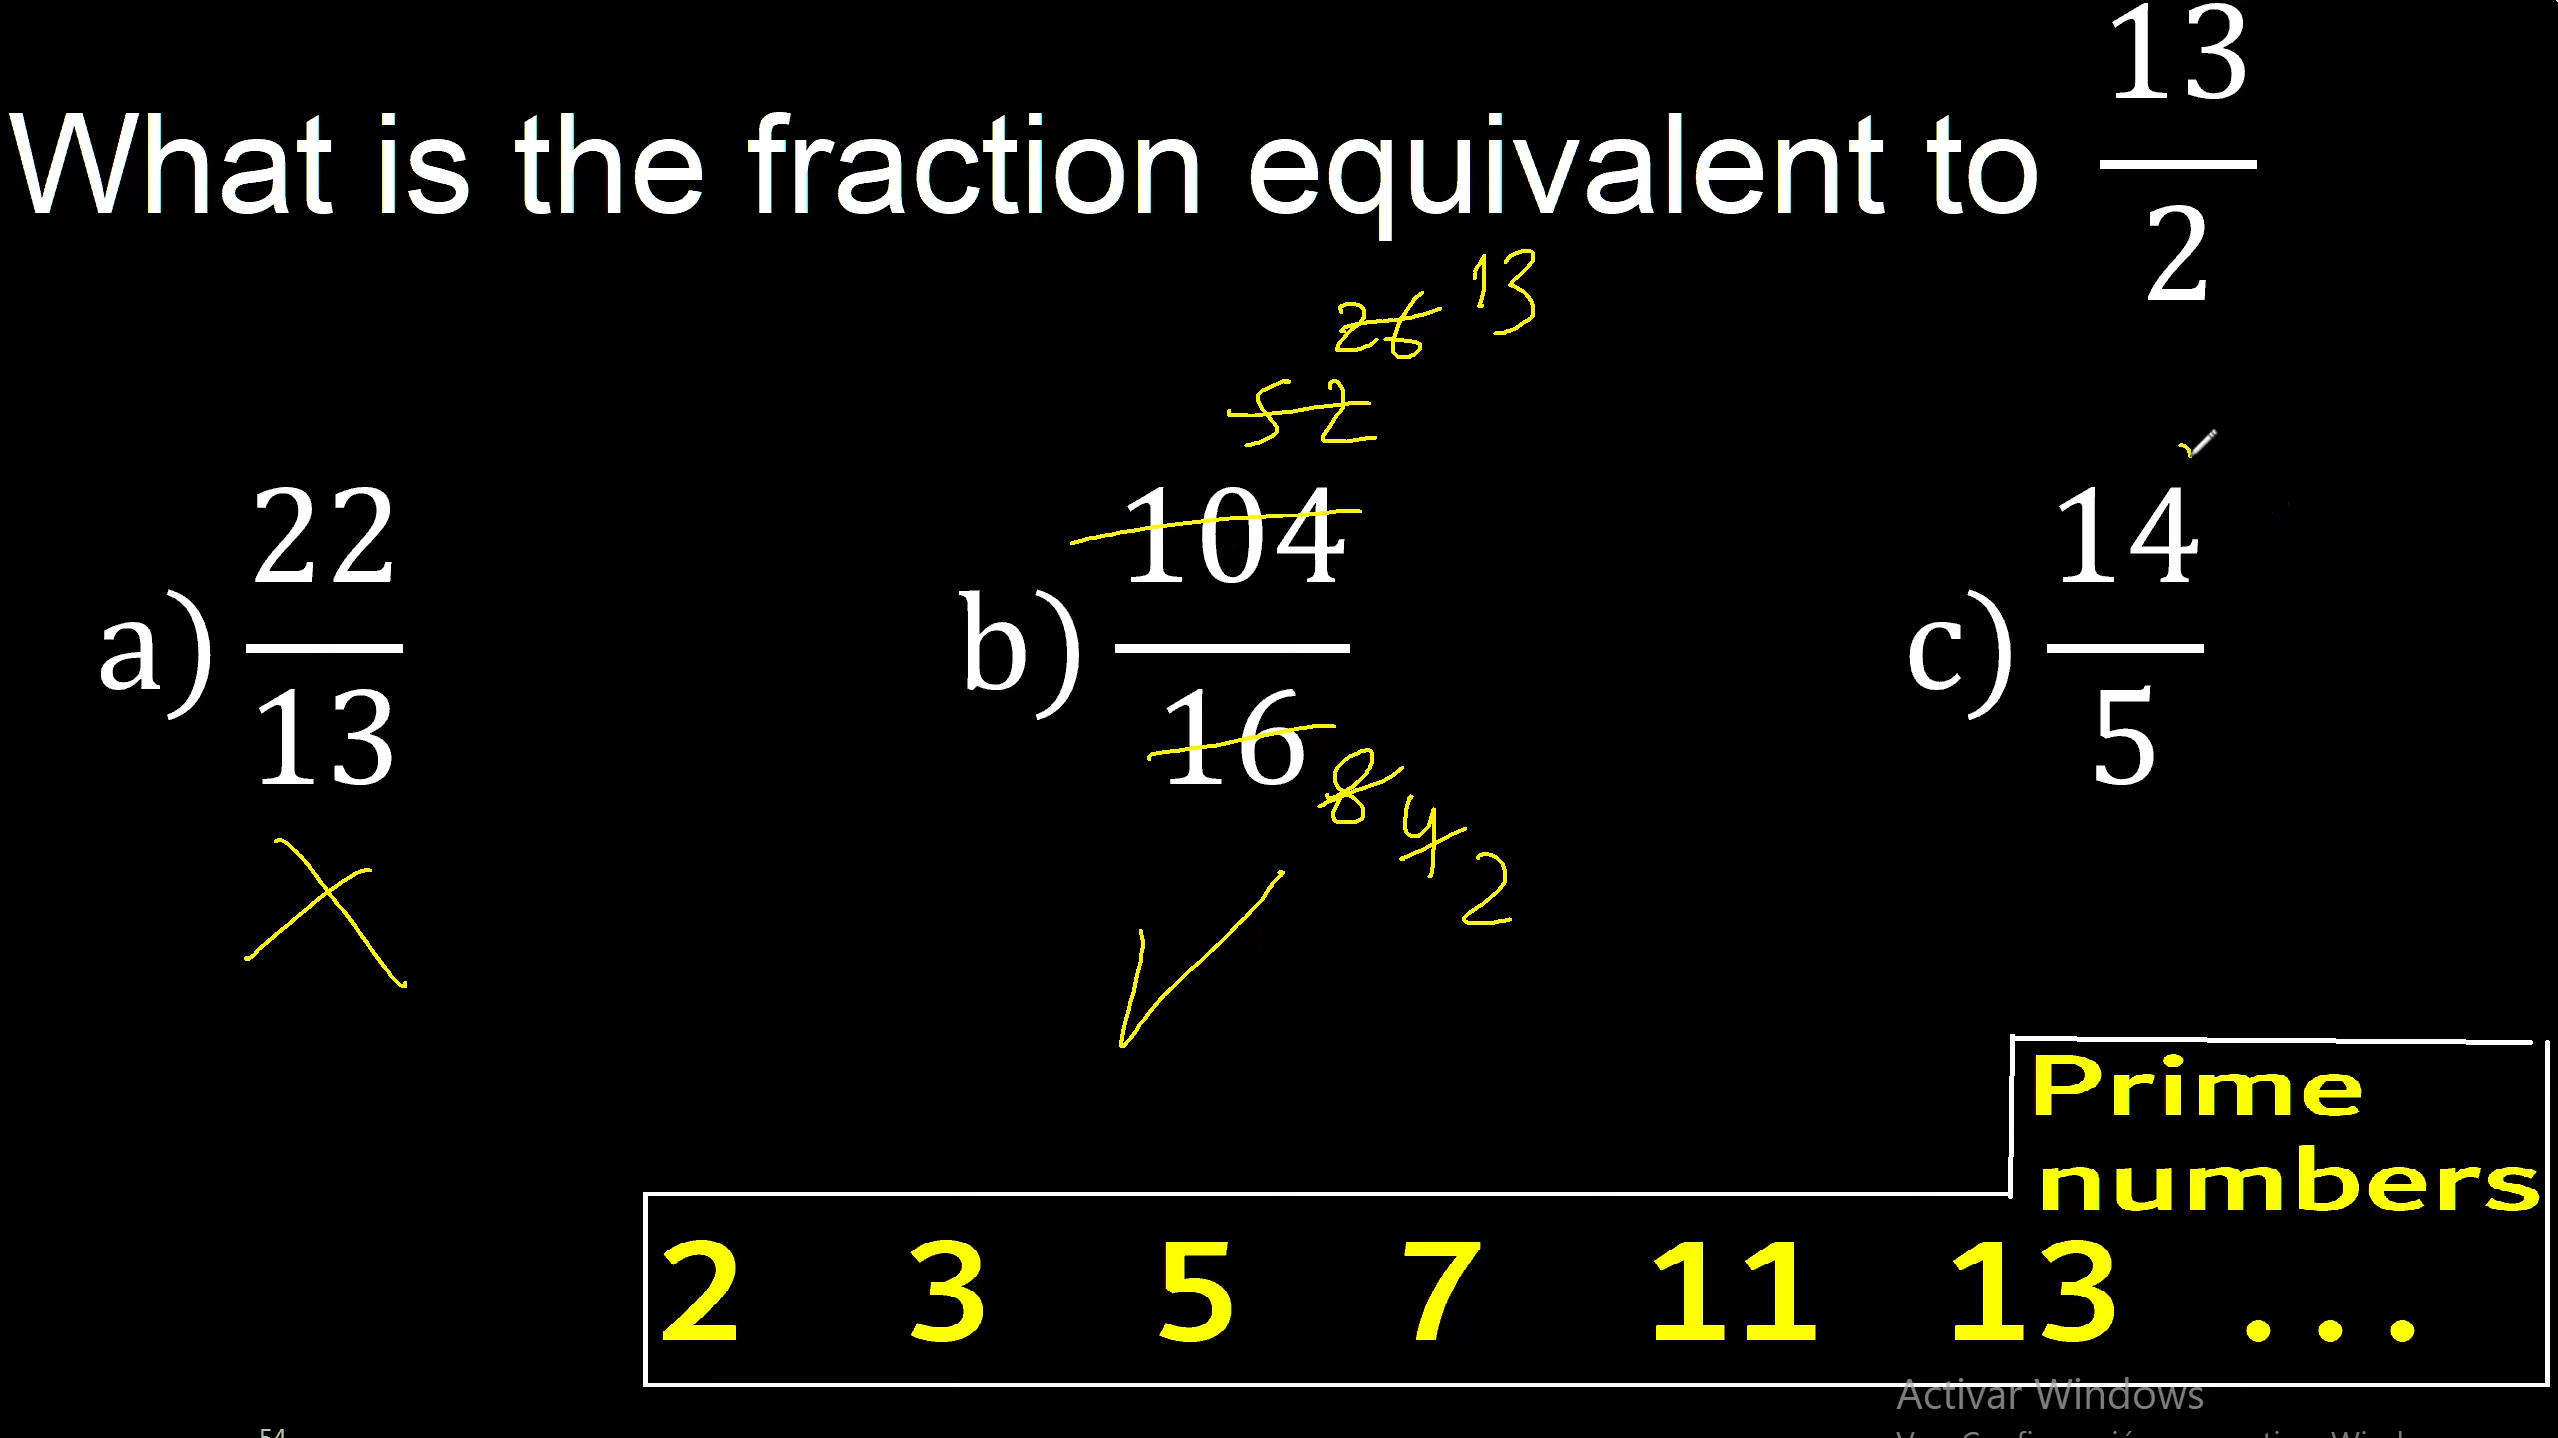 What is the fraction equivalent to 13/2
26 13
52
a) 22/13
b) 104/16
c) 14/5
8 4 2
Prime
numbers
2 3 5 7 11 13 ...
Activar Windows